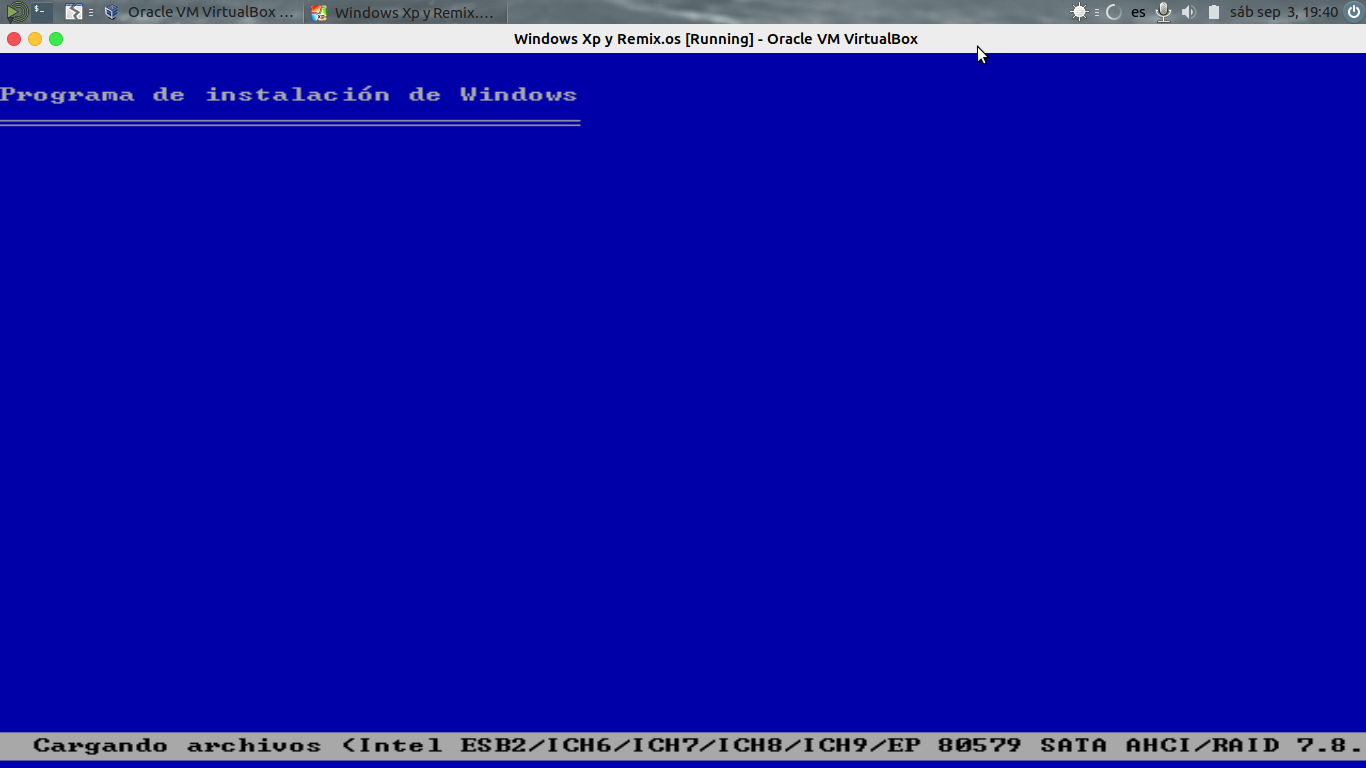 Oracle VM VirtualBox ...
Windows Xp y Remix....
es
sáb sep 3, 19:40
Windows Xp y Remix.os [Running] - Oracle VM VirtualBox
Programa de instalación de Windows
Cargando archivos (Intel ESB2/ICH6/ICH7/ICH8/ICH9/EP 80579 SATA AHCI/RAID 7.8.